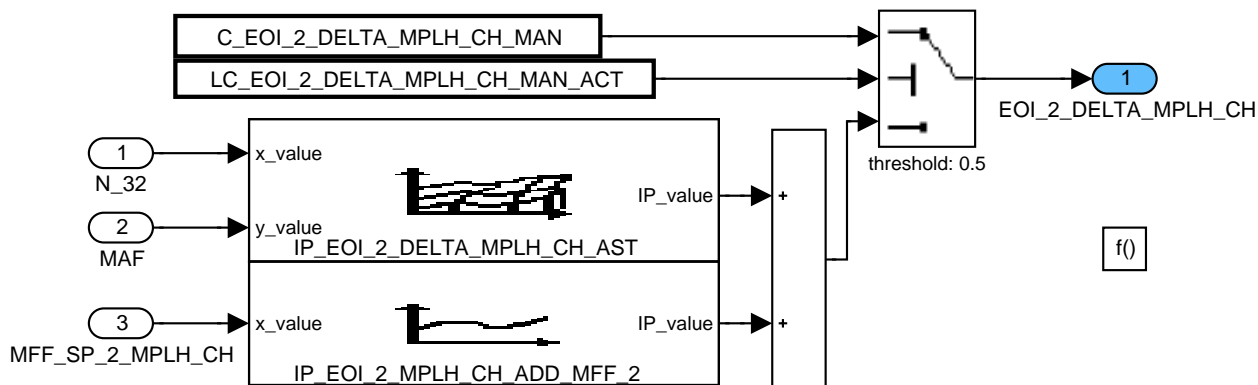 C_EOI_2_DELTA_MPLH_CH_MAN
LC_EOI_2_DELTA_MPLH_CH_MAN_ACT
1
EOI_2_DELTA_MPLH_CH
threshold: 0.5
1
N_32
x_value
2
MAF
y_value
IP_value
IP_EOI_2_DELTA_MPLH_CH_AST
+
f()
3
MFF_SP_2_MPLH_CH
x_value
IP_value
IP_EOI_2_MPLH_CH_ADD_MFF_2
+